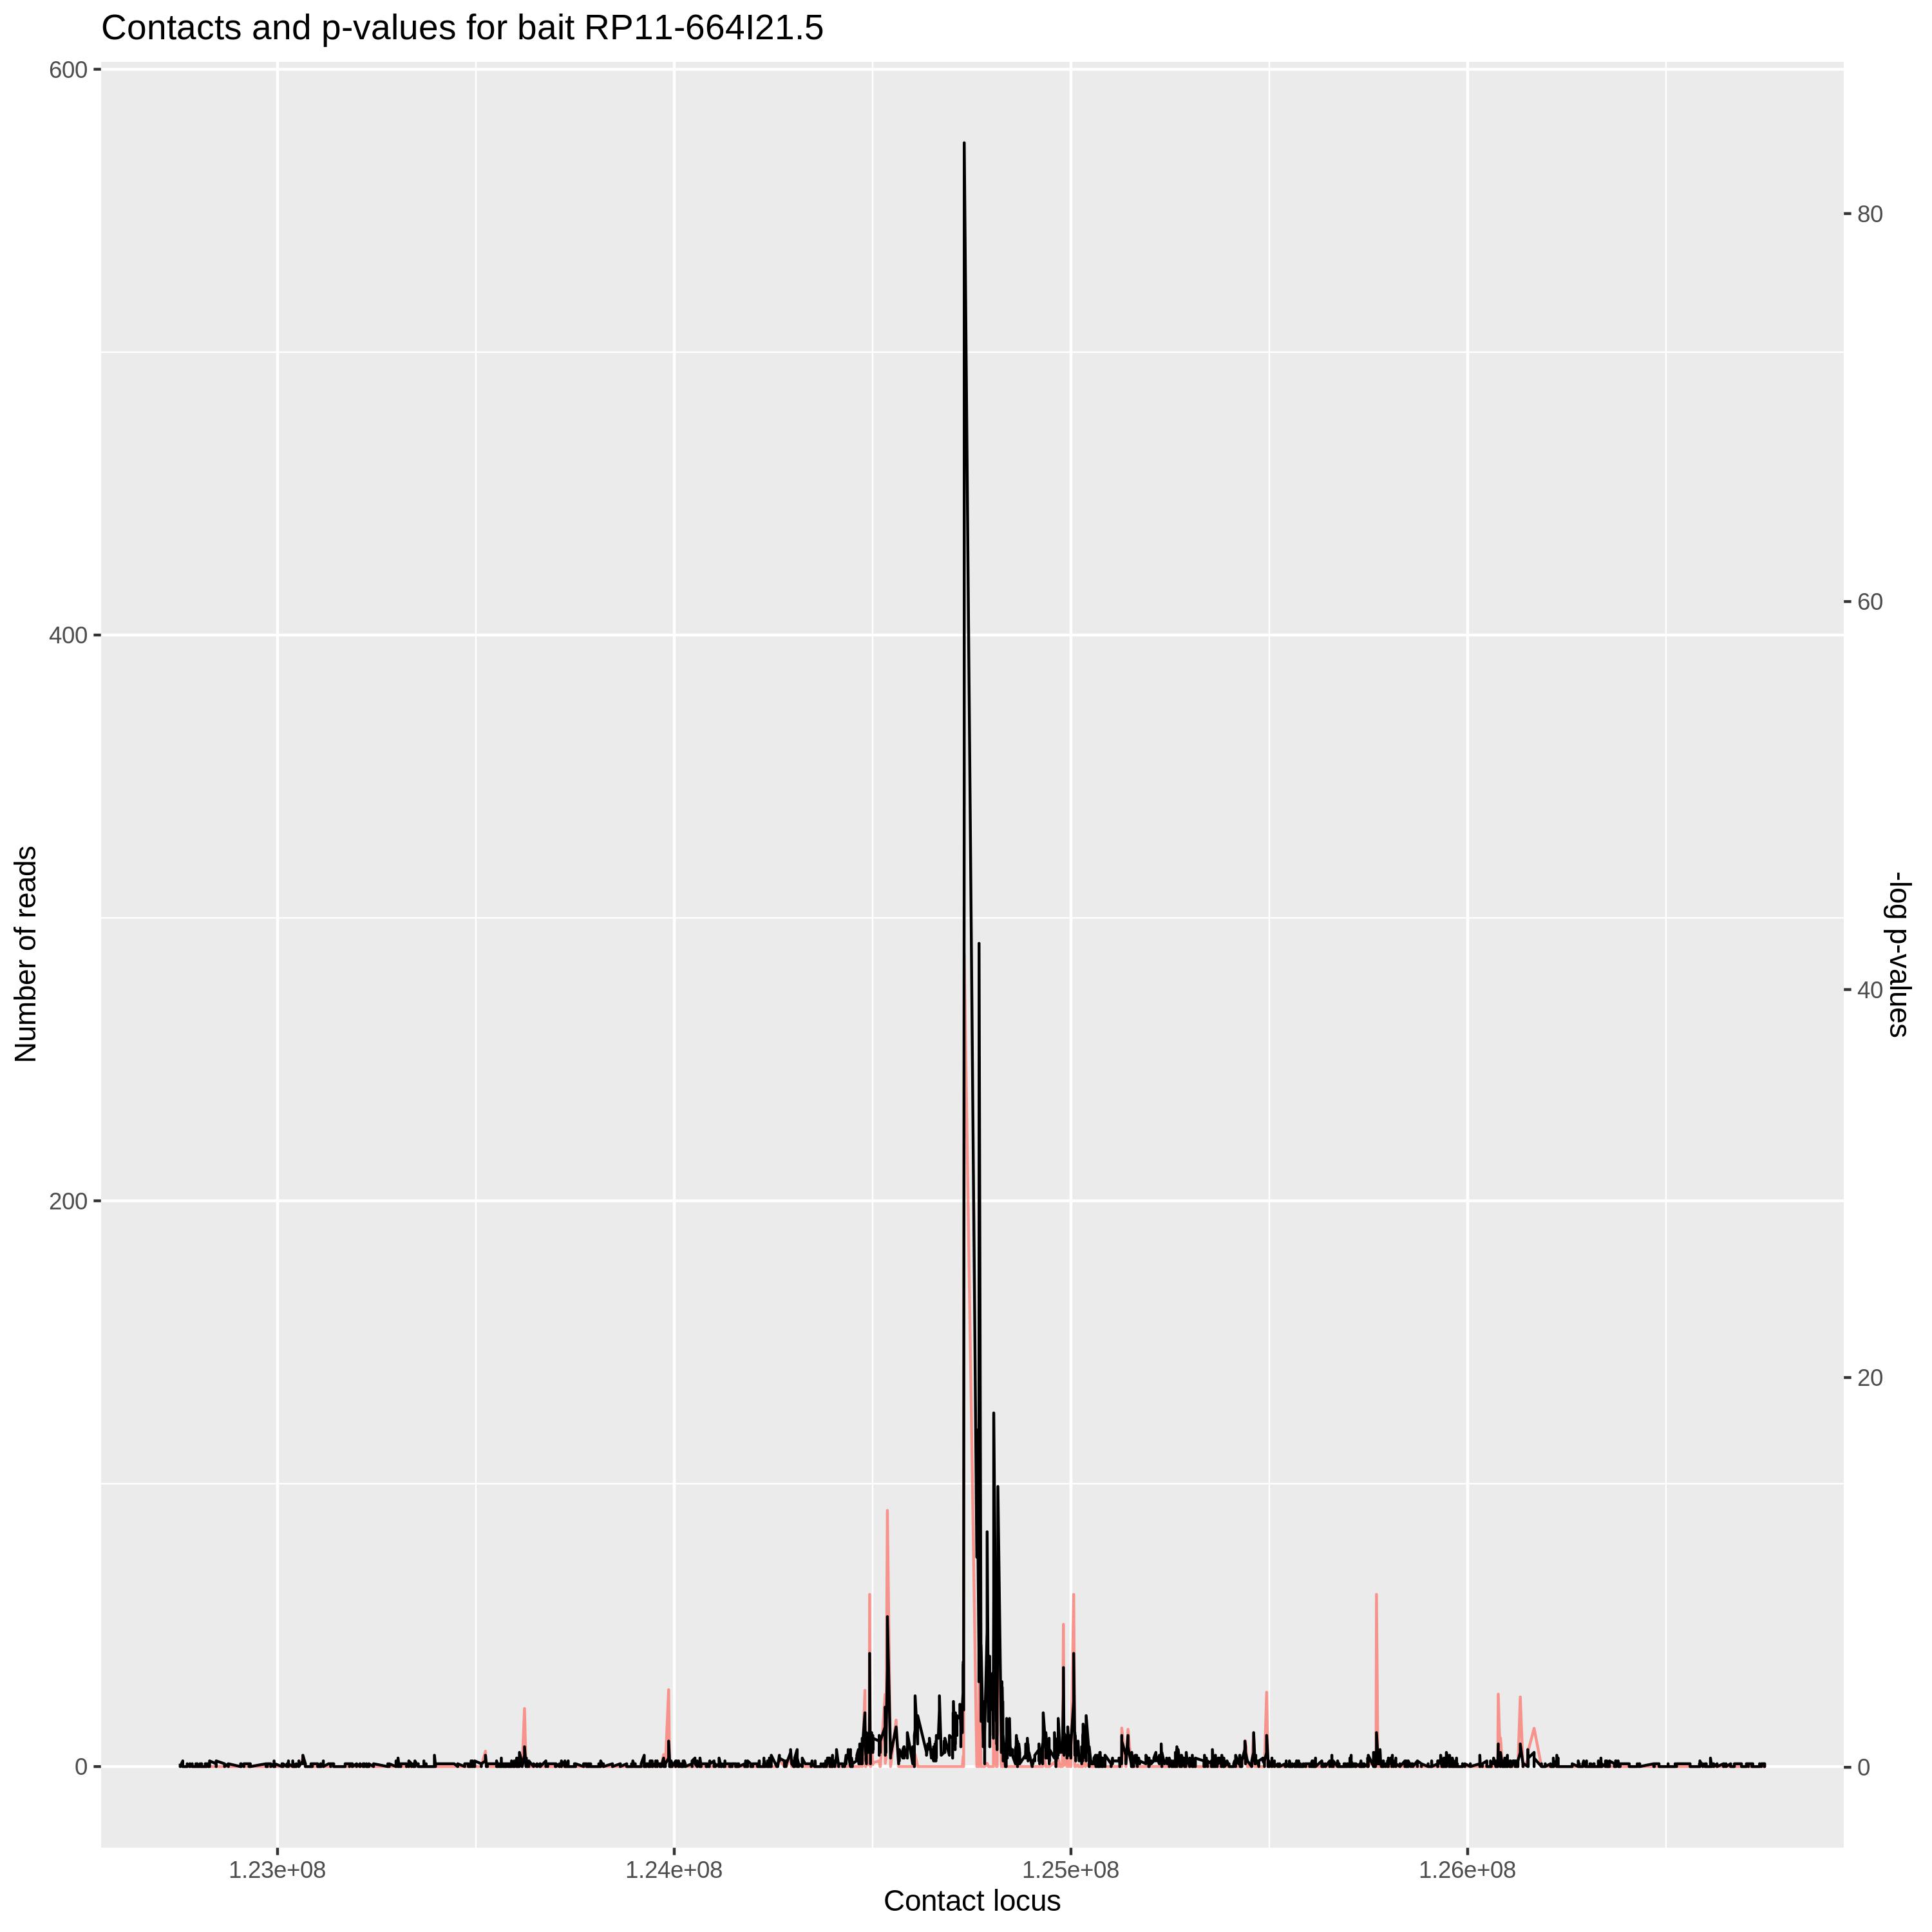 Contacts and p-values for bait RP11-664I21.5
600
400
200
0
Number of reads
80
60
40
20
0
-log p-values
1.23e+08
1.24e+08
1.25e+08
1.26e+08
Contact locus